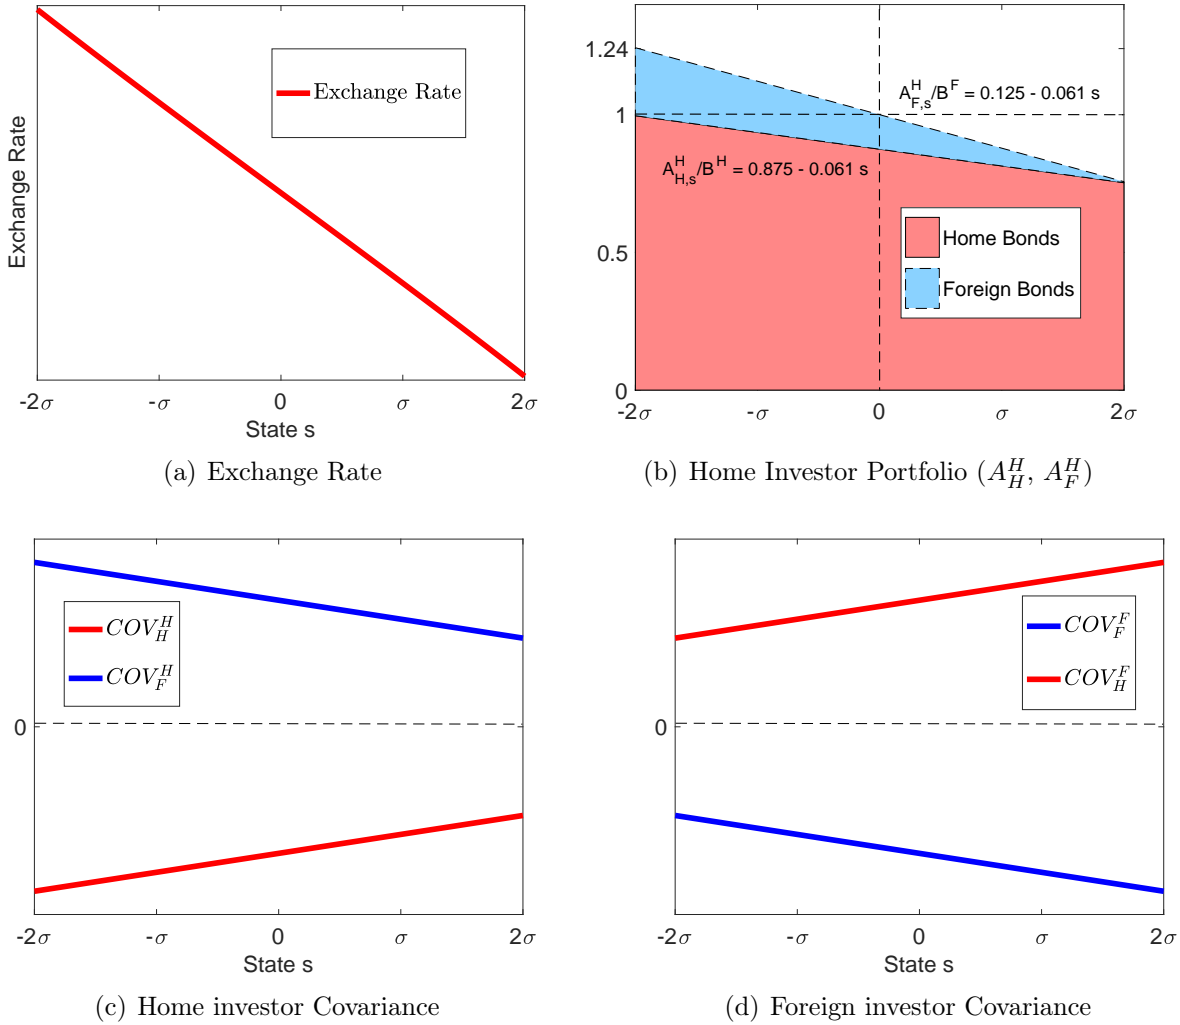 Exchange Rate
Exchange Rate
-2σ -σ 0 σ 2σ
State s
(a) Exchange Rate
1.24
1
0.5
0
A^H_{F,s}/B^F = 0.125 - 0.061 s
A^H_{H,s}/B^H = 0.875 - 0.061 s
Home Bonds
Foreign Bonds
-2σ -σ 0 σ 2σ
State s
(b) Home Investor Portfolio (A^H_H, A^H_F)
COV^H_H
COV^H_F
0
-2σ -σ 0 σ 2σ
State s
(c) Home investor Covariance
COV^F_F
COV^F_H
0
-2σ -σ 0 σ 2σ
State s
(d) Foreign investor Covariance